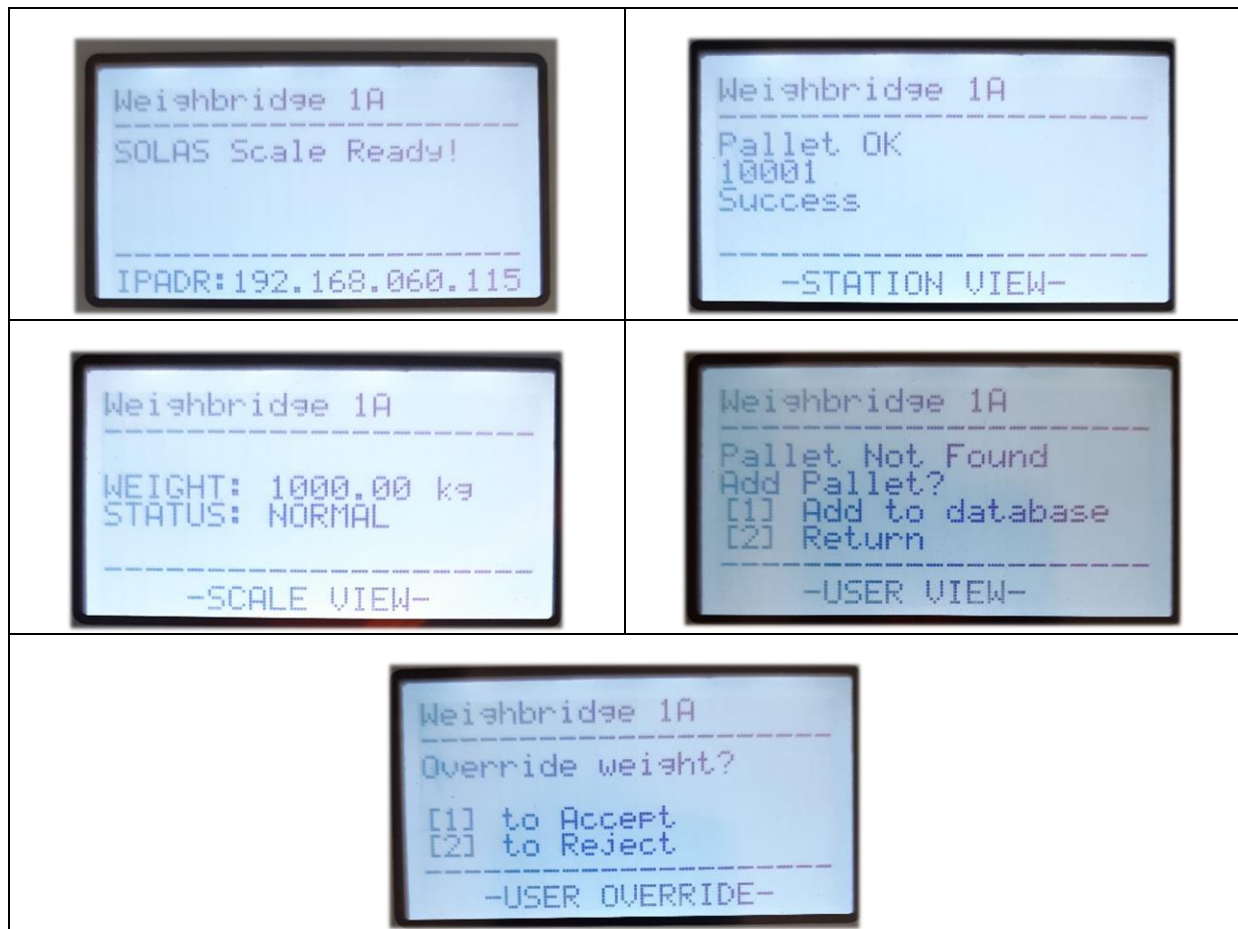 Weighbridge 1A
SOLAS Scale Ready!
IPADR:192.168.060.115
Weighbridge 1A
Pallet OK
10001
Success
-STATION VIEW-
Weighbridge 1A
WEIGHT: 1000.00 kg
STATUS: NORMAL
-SCALE VIEW-
Weighbridge 1A
Pallet Not Found
Add Pallet?
[1] Add to database
[2] Return
-USER VIEW-
Weighbridge 1A
Override weight?
[1] to Accept
[2] to Reject
-USER OVERRIDE-